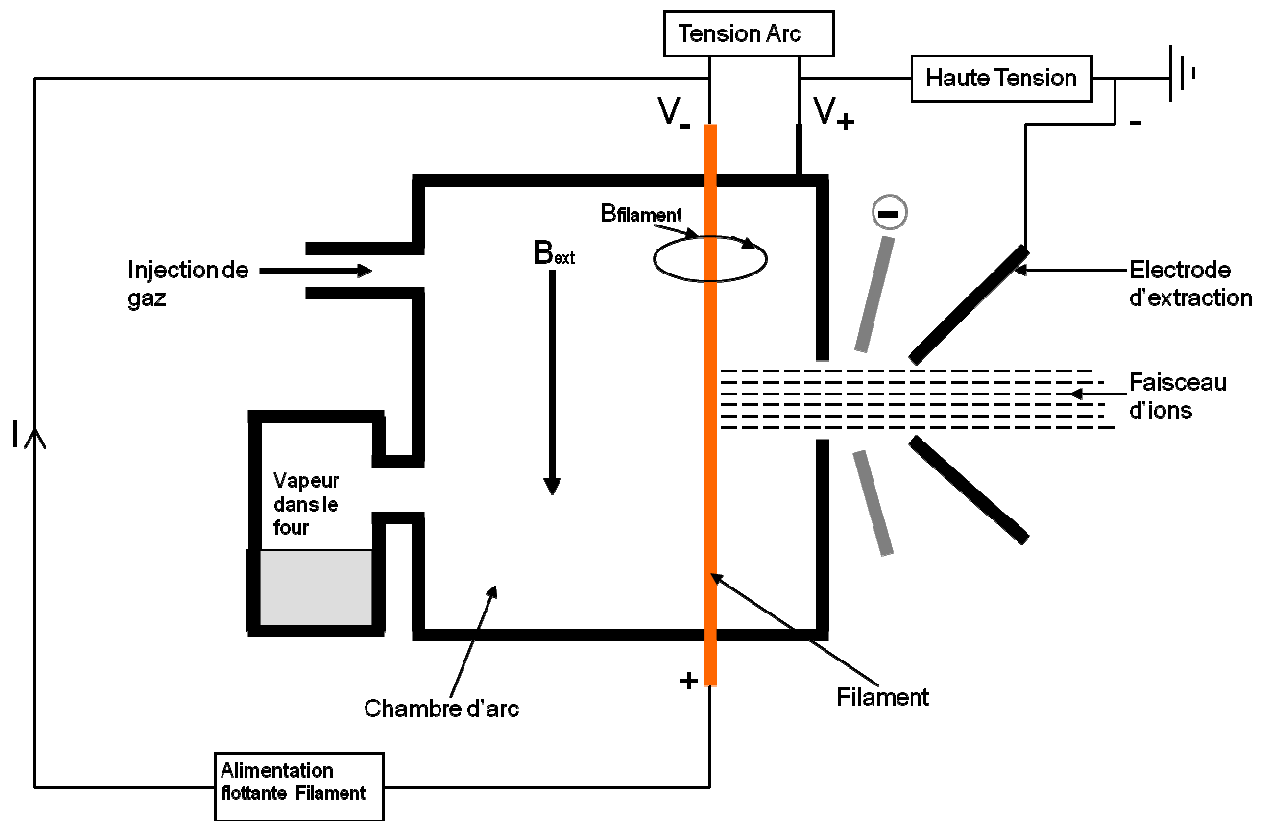 Tension Arc
Haute Tension
V-
V+
-
Bfilament
Bext
Injection de
gaz
Electrode
d'extraction
Faisceau
d'ions
I
Vapeur
dans le
four
+
Filament
Chambre d'arc
Alimentation
flottante Filament